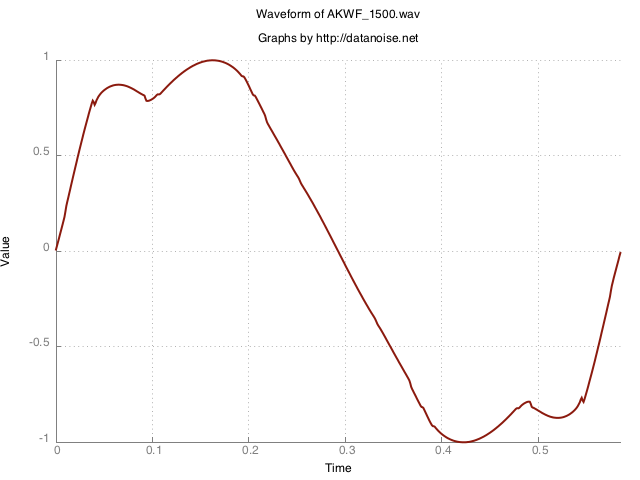 Waveform of AKWF_1500.wav
Graphs by http://datanoise.net
1
0.5
0
-0.5
-1
Value
0 0.1 0.2 0.3 0.4 0.5
Time